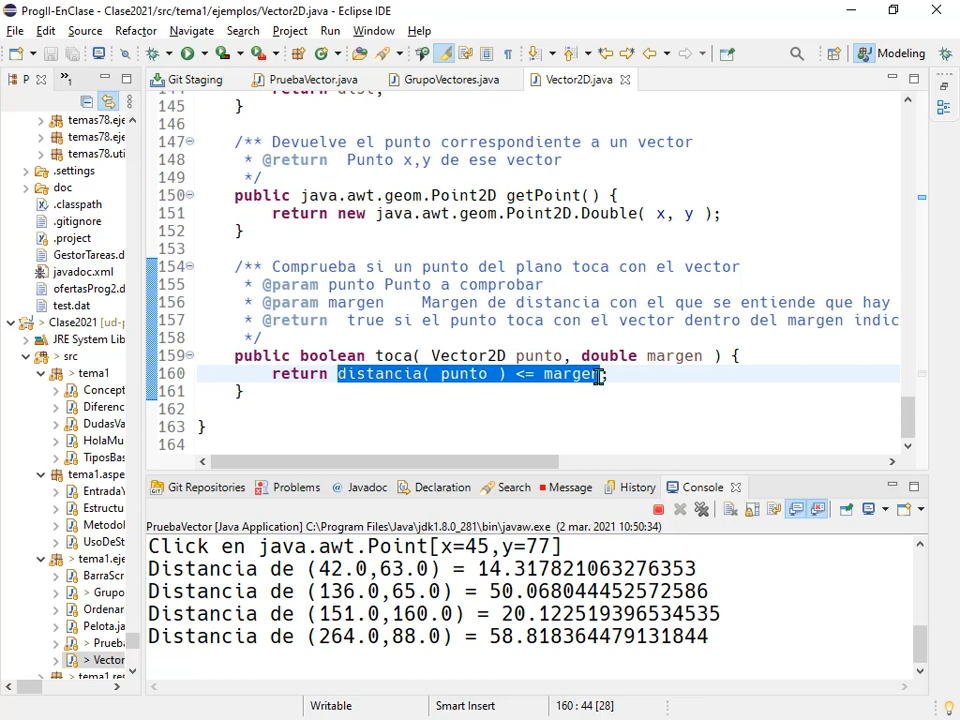 ProgII-EnClase - Clase2021/src/tema1/ejemplos/Vector2D.java - Eclipse IDE
File Edit Source Refactor Navigate Search Project Run Window Help
Modeling
P Git Staging PruebaVector.java GrupoVectores.java Vector2D.java
temas78.eje
temas78.eje
temas78.uti
.settings
doc
.classpath
.gitignore
.project
GestorTareas.d
javadoc.xml
ofertasProg2.d
test.dat
Clase2021 [ud-p
JRE System Lib
src
tema1
Concept
Diferenc
DudasVa
HolaMu
TiposBas
tema1.aspe
EntradaY
Estructu
Metodol
UsoDeSt
tema1.eje
BarraScr
> Grupo
Ordenar
Pelota.ja
> Prueba
> Vector
145 }
146
147 /** Devuelve el punto correspondiente a un vector
148 * @return Punto x,y de ese vector
149 */
150 public java.awt.geom.Point2D getPoint() {
151 return new java.awt.geom.Point2D.Double( x, y );
152 }
153
154 /** Comprueba si un punto del plano toca con el vector
155 * @param punto Punto a comprobar
156 * @param margen Margen de distancia con el que se entiende que hay
157 * @return true si el punto toca con el vector dentro del margen indic
158 */
159 public boolean toca( Vector2D punto, double margen ) {
160 return distancia( punto ) <= margen;
161 }
162
163 }
164
Git Repositories Problems @ Javadoc Declaration Search Message History Console
PruebaVector [Java Application] C:\Program Files\Java\jdk1.8.0_281\bin\javaw.exe (2 mar. 2021 10:50:34)
Click en java.awt.Point[x=45,y=77]
Distancia de (42.0,63.0) = 14.317821063276353
Distancia de (136.0,65.0) = 50.068044452572586
Distancia de (151.0,160.0) = 20.122519396534535
Distancia de (264.0,88.0) = 58.818364479131844
Writable Smart Insert 160 : 44 [28]